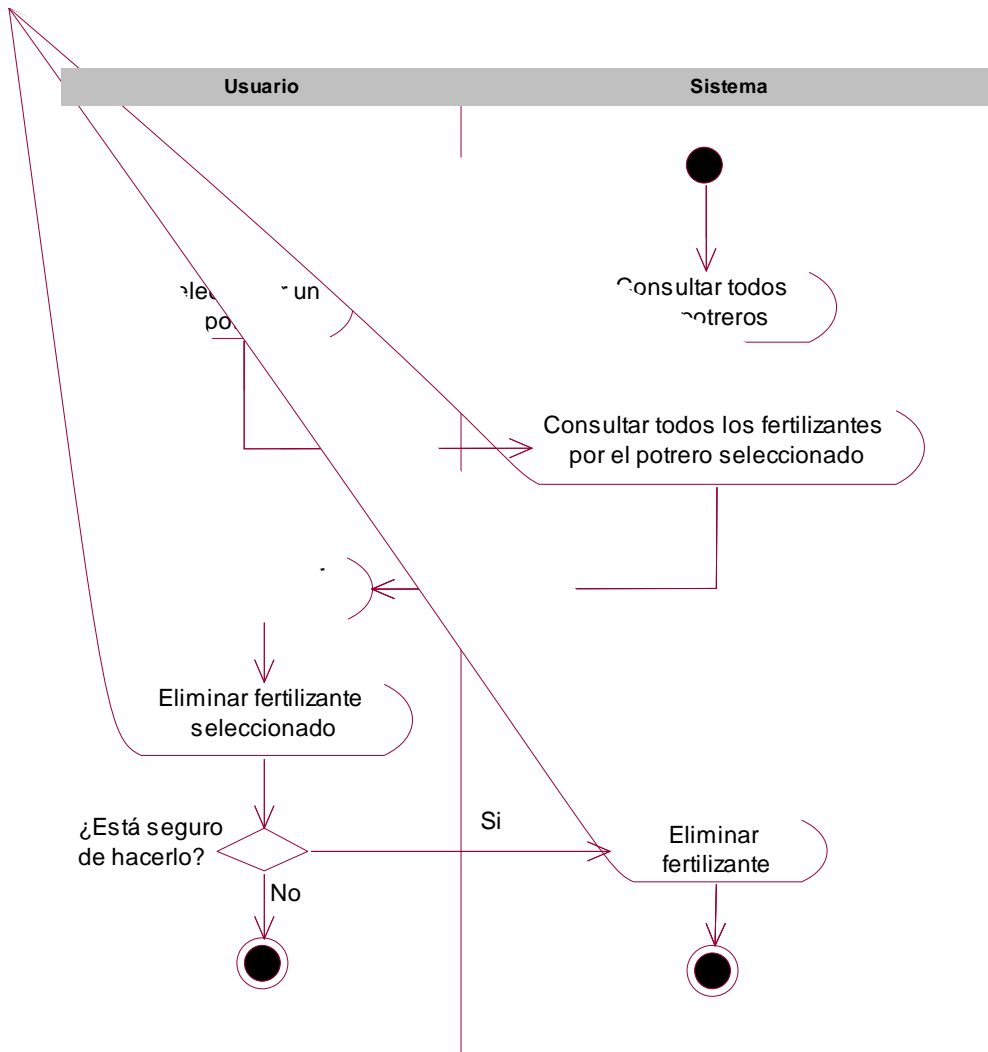 Usuario
Sistema
un
Consultar todos
potreros
Consultar todos los fertilizantes
por el potrero seleccionado
Eliminar fertilizante
seleccionado
¿Está seguro
de hacerlo?
Si
Eliminar
fertilizante
No